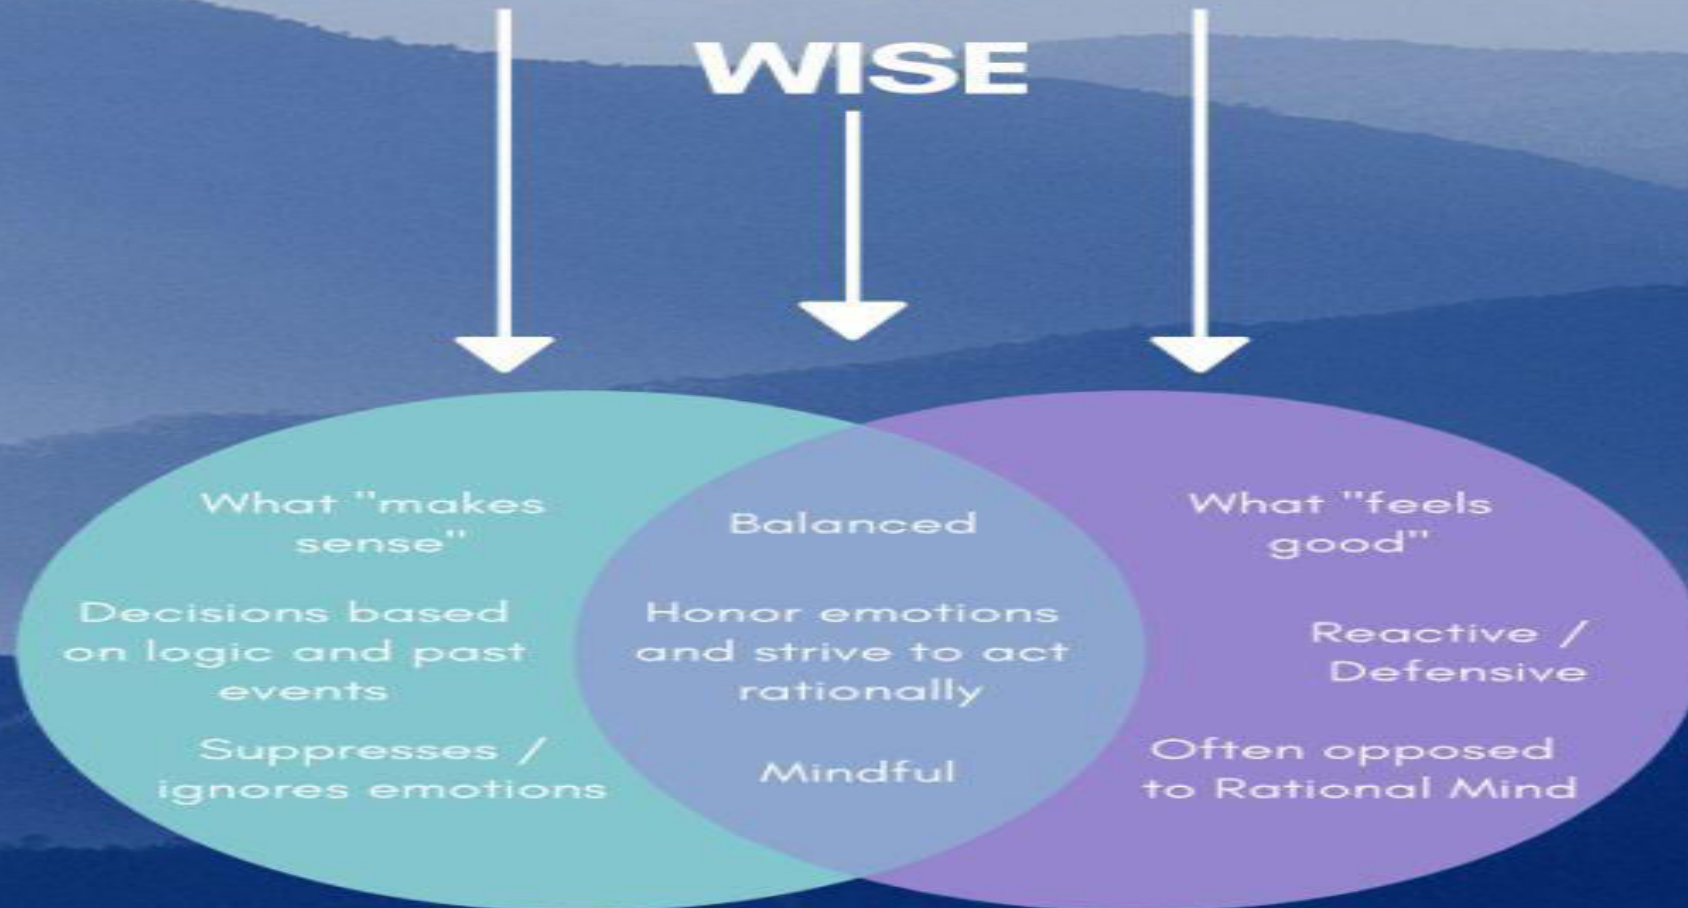 WISE
What "makes
sense"
Decisions based
on logic and past
events
Suppresses /
ignores emotions
Balanced
Honor emotions
and strive to act
rationally
Mindful
What "feels
good"
Reactive /
Defensive
Often opposed
to Rational Mind